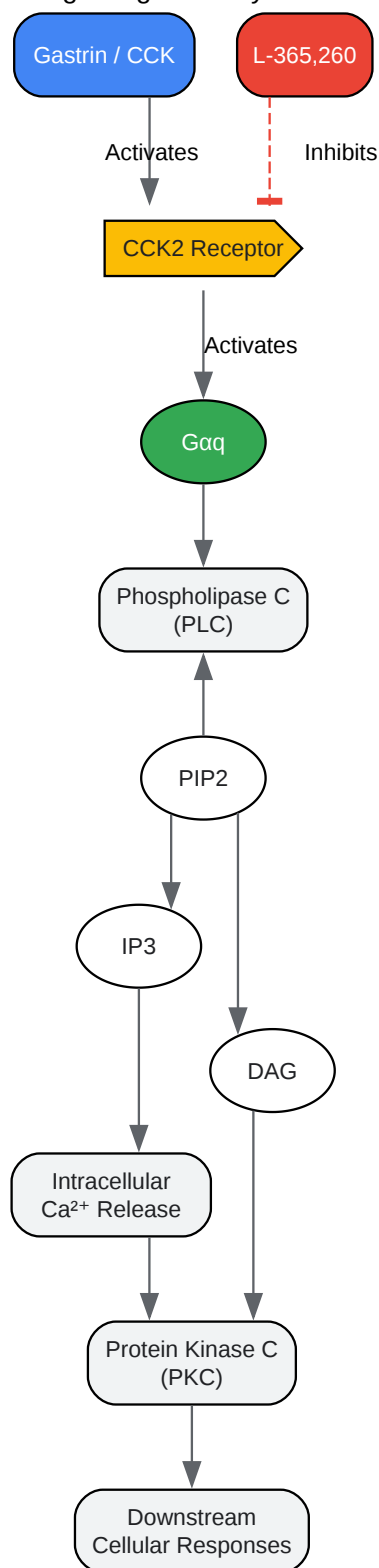 Gastrin / CCK
L-365,260
Activates
Inhibits
CCK2 Receptor
Activates
Gαq
Phospholipase C
(PLC)
PIP2
IP3
DAG
Intracellular
Ca²⁺ Release
Protein Kinase C
(PKC)
Downstream
Cellular Responses